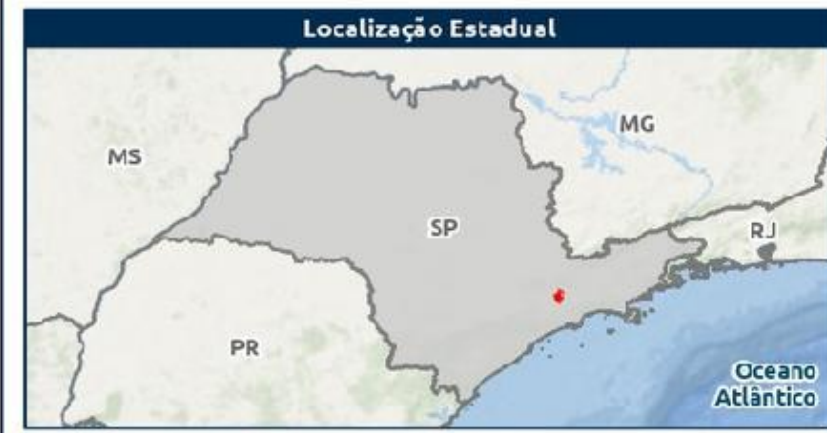 Localização Estadual
MS
MG
SP
RJ
PR
Oceano
Atlântico